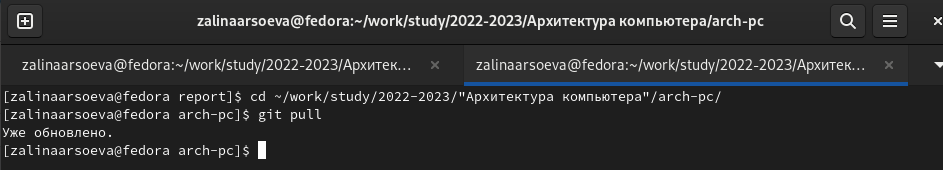 zalinaarsoeva@fedora:~/work/study/2022-2023/Архитектура компьютера/arch-pc
zalinaarsoeva@fedora:~/work/study/2022-2023/Архитек...
zalinaarsoeva@fedora:~/work/study/2022-2023/Архитек...
[zalinaarsoeva@fedora report]$ cd ~/work/study/2022-2023/"Архитектура компьютера"/arch-pc/
[zalinaarsoeva@fedora arch-pc]$ git pull
Уже обновлено.
[zalinaarsoeva@fedora arch-pc]$